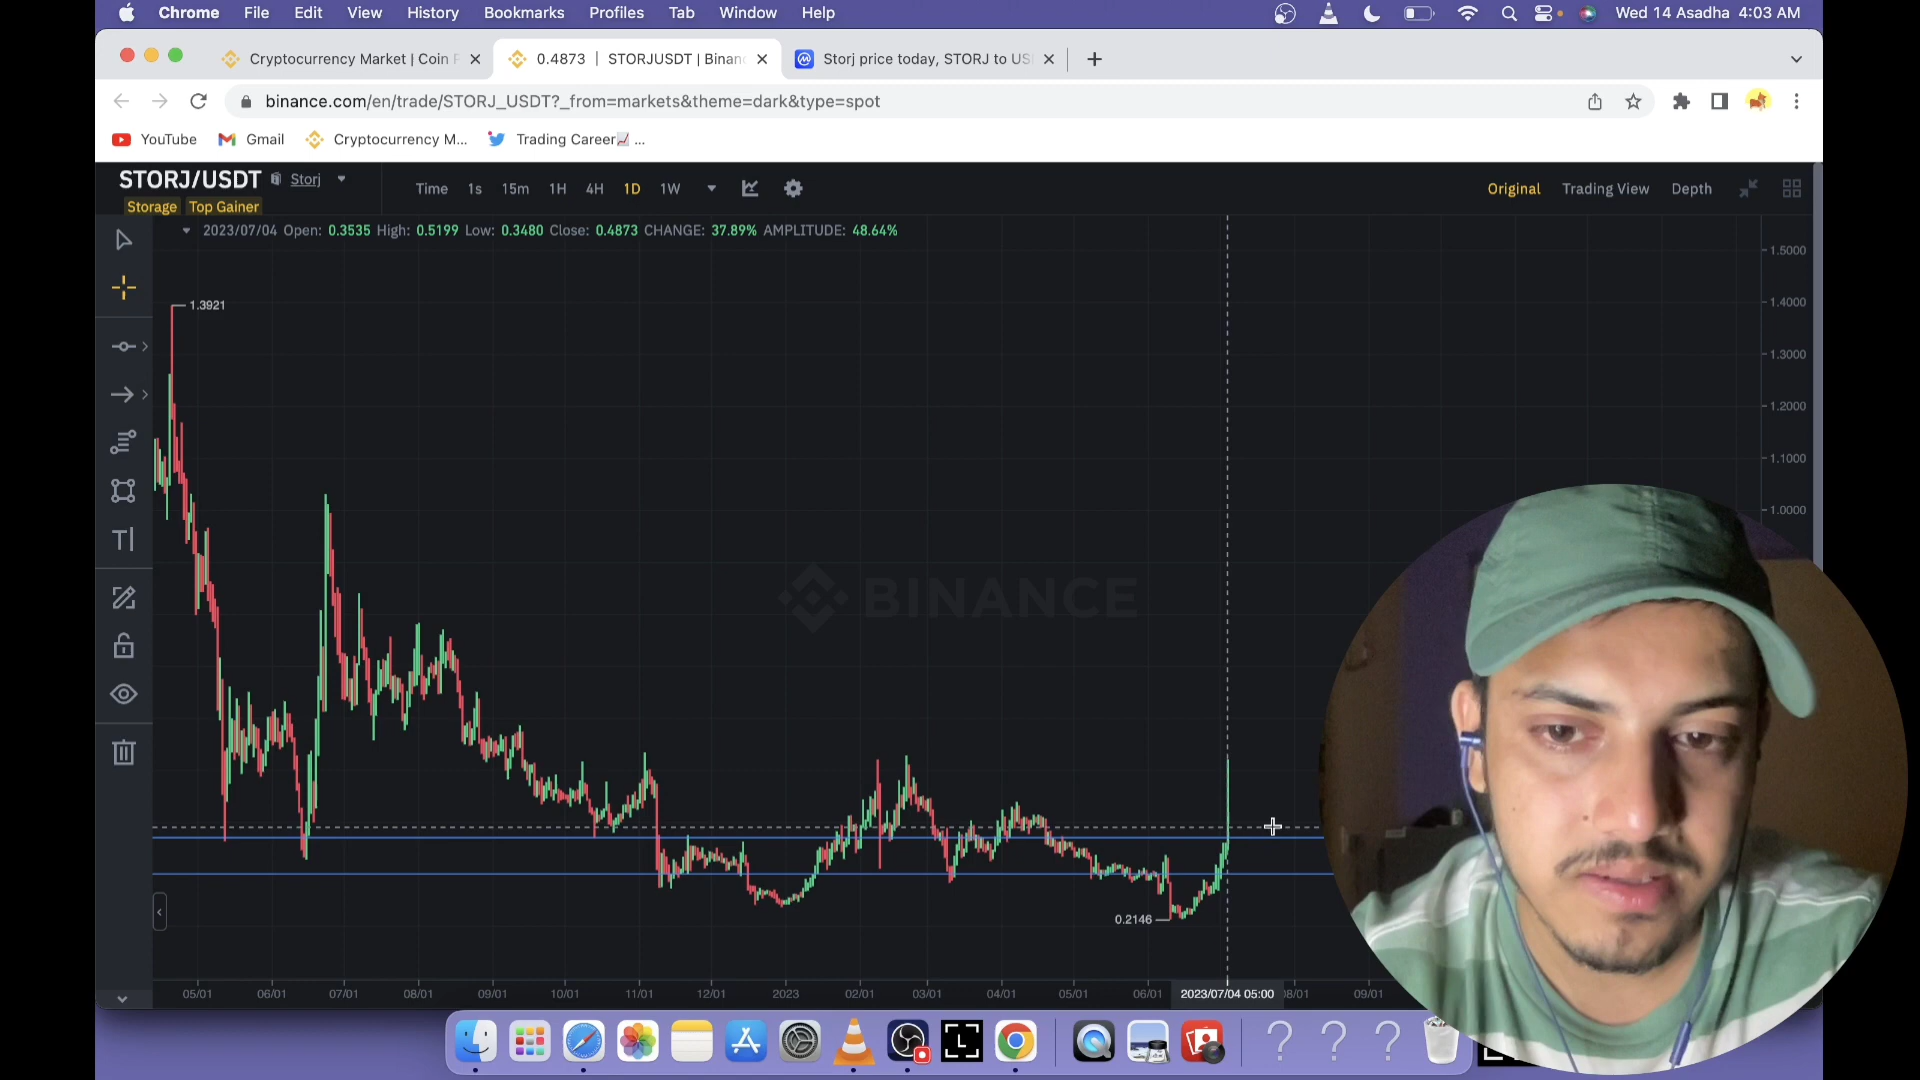 Chrome File Edit View History Bookmarks Profiles Tab Window Help Wed 14 Asadha 4:03 AM
Cryptocurrency Market | Coin 0.4873 | STORJUSDT | Binan Storj price today, STORJ to US
binance.com/en/trade/STORJ_USDT?_from=markets&theme=dark&type=spot
YouTube Gmail Cryptocurrency M... Trading Career ...
STORJ/USDT Storj Time 1s 15m 1H 4H 1D 1W Original Trading View Depth
Storage Top Gainer
2023/07/04 Open: 0.3535 High: 0.5199 Low: 0.3480 Close: 0.4873 CHANGE: 37.89% AMPLITUDE: 48.64%
1.5000
1.4000
1.3921
1.3000
1.2000
1.1000
1.0000
BINANCE
0.2146
05/01 06/01 07/01 08/01 09/01 10/01 11/01 12/01 2023 02/01 03/01 04/01 05/01 06/01 2023/07/04 05:00 08/01 09/01